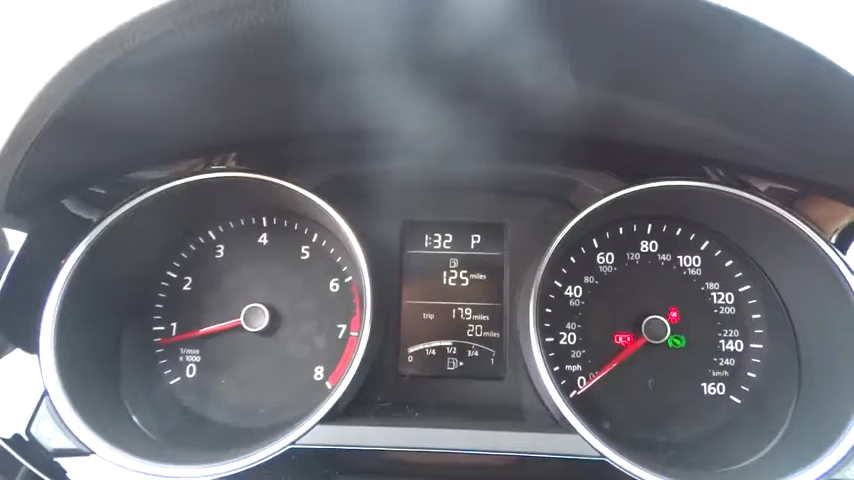 1:32 P
125 miles
trip 17.9 miles
20 miles
0 1/4 1/2 3/4 1
0 1 2 3 4 5 6 7 8
1/min
x 1000
0 20 40 60 80 100 120 140 160
mph
20 40 60 80 100 120 140 160 180 200 220 240
km/h